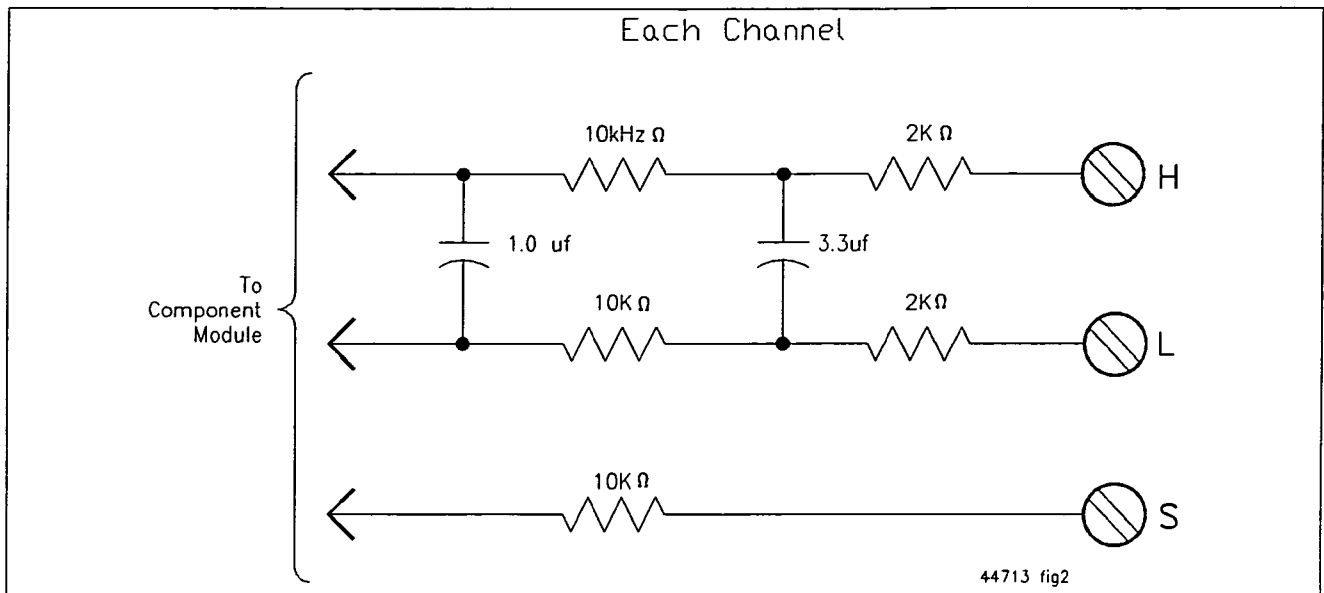 Each Channel
10kHz Ω
2K Ω
H
1.0 uf
3.3uf
To
Component
Module
10K Ω
2KΩ
L
10K Ω
S
44713 fig2